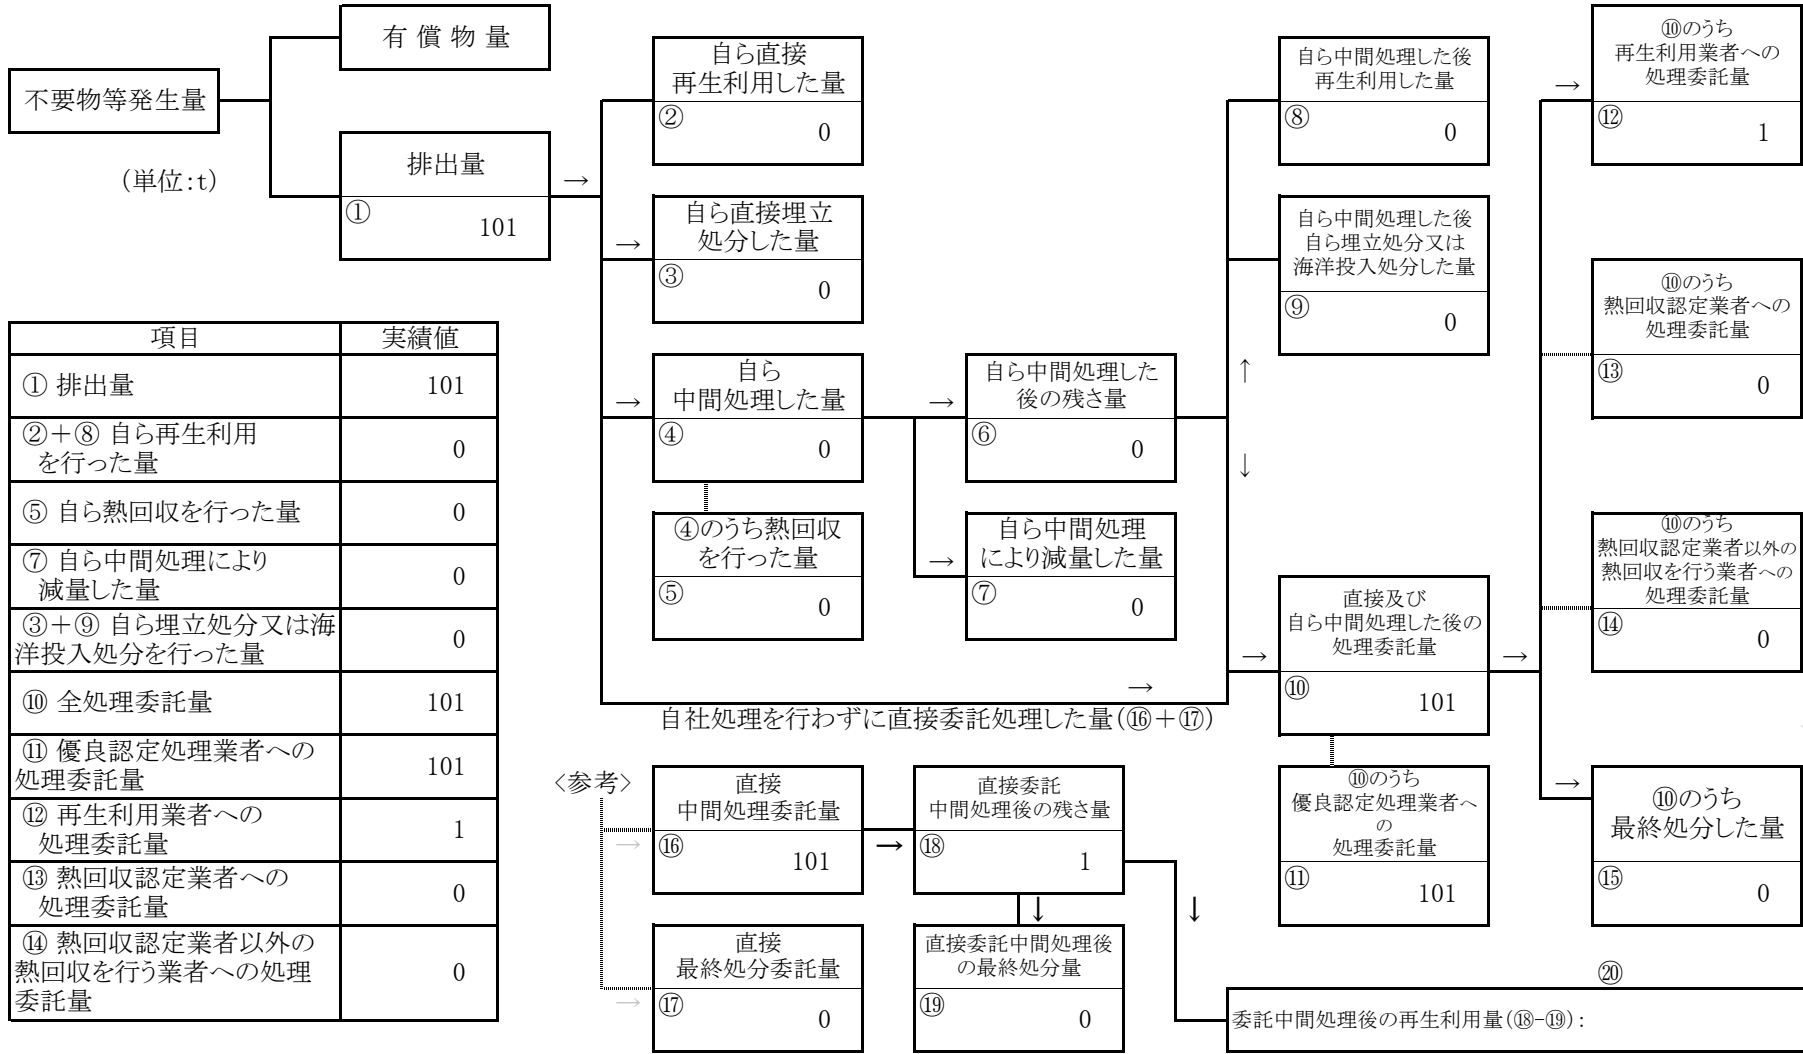 不要物等発生量
(単位:t)
有 償 物 量
排出量
①
101
→
自ら直接
再生利用した量
②
0
→
自ら直接埋立
処分した量
③
0
→
自ら
中間処理した量
④
0
④のうち熱回収
を行った量
⑤
0
→
自ら中間処理した
後の残さ量
⑥
0
→
自ら中間処理
により減量した量
⑦
0
↑
↓
自ら中間処理した後
再生利用した量
⑧
0
自ら中間処理した後
自ら埋立処分又は
海洋投入処分した量
⑨
0
→
自社処理を行わずに直接委託処理した量(⑯+⑰)
→
直接及び
自ら中間処理した後の
処理委託量
⑩
101
→
⑩のうち
優良認定処理業者へ
の
処理委託量
⑪
101
→
⑩のうち
再生利用業者への
処理委託量
⑫
1
⑩のうち
熱回収認定業者への
処理委託量
⑬
0
⑩のうち
熱回収認定業者以外の
熱回収を行う業者への
処理委託量
⑭
0
→
⑩のうち
最終処分した量
⑮
0
項目 実績値
① 排出量 101
②+⑧ 自ら再生利用
を行った量 0
⑤ 自ら熱回収を行った量 0
⑦ 自ら中間処理により
減量した量 0
③+⑨ 自ら埋立処分又は海
洋投入処分を行った量 0
⑩ 全処理委託量 101
⑪ 優良認定処理業者への
処理委託量 101
⑫ 再生利用業者への
処理委託量 1
⑬ 熱回収認定業者への
処理委託量 0
⑭ 熱回収認定業者以外の
熱回収を行う業者への処理
委託量 0
<参考>
→
直接
中間処理委託量
⑯
101
→
直接委託
中間処理後の残さ量
⑱
1
↓
↓
→
直接
最終処分委託量
⑰
0
直接委託中間処理後
の最終処分量
⑲
0
⑳
委託中間処理後の再生利用量(⑱-⑲):